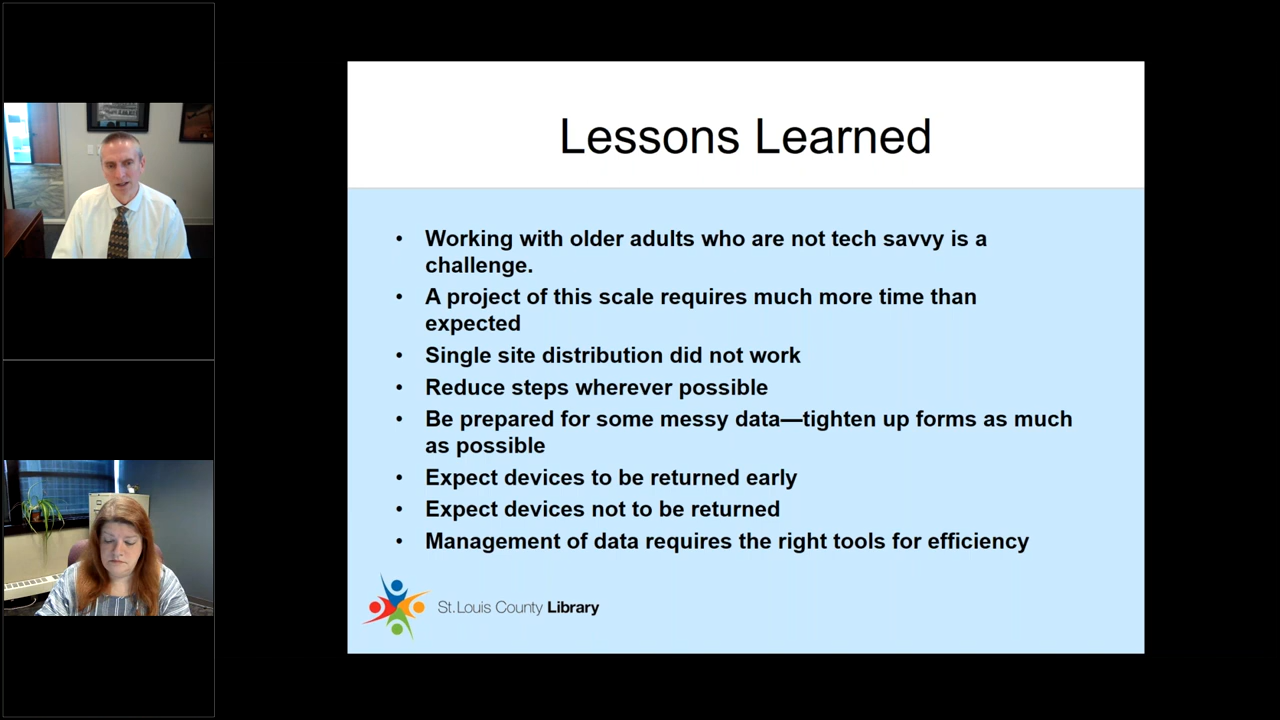 Lessons Learned
• Working with older adults who are not tech savvy is a
challenge.
• A project of this scale requires much more time than
expected
• Single site distribution did not work
• Reduce steps wherever possible
• Be prepared for some messy data—tighten up forms as much
as possible
• Expect devices to be returned early
• Expect devices not to be returned
• Management of data requires the right tools for efficiency
St. Louis County Library